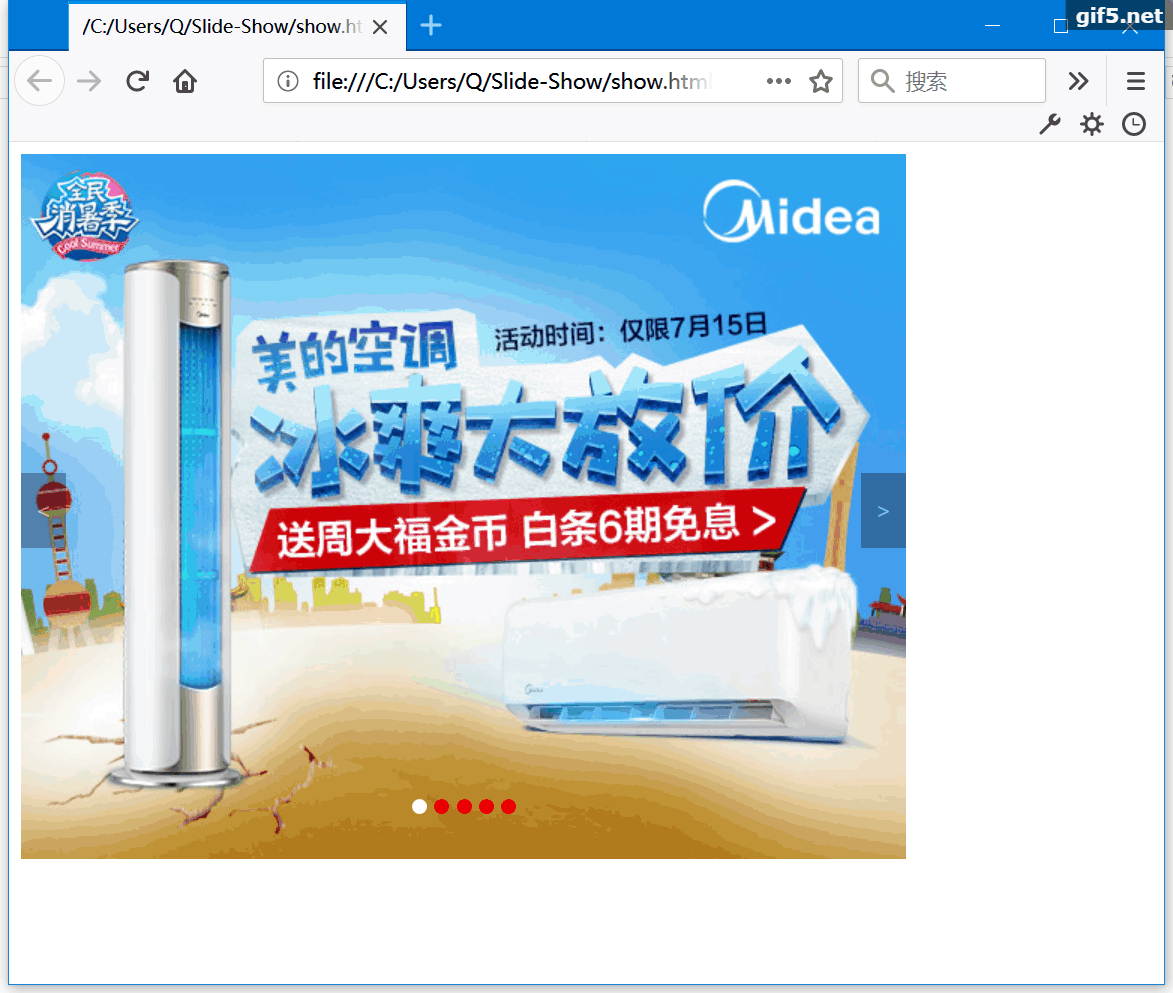 /C:/Users/Q/Slide-Show/show.ht
gif5.net
file:///C:/Users/Q/Slide-Show/show.html
搜索
全民
消暑季
Cool Summer
Midea
美的空调
活动时间：仅限7月15日
冰爽大放价
送周大福金币 白条6期免息 >
<
>
Midea